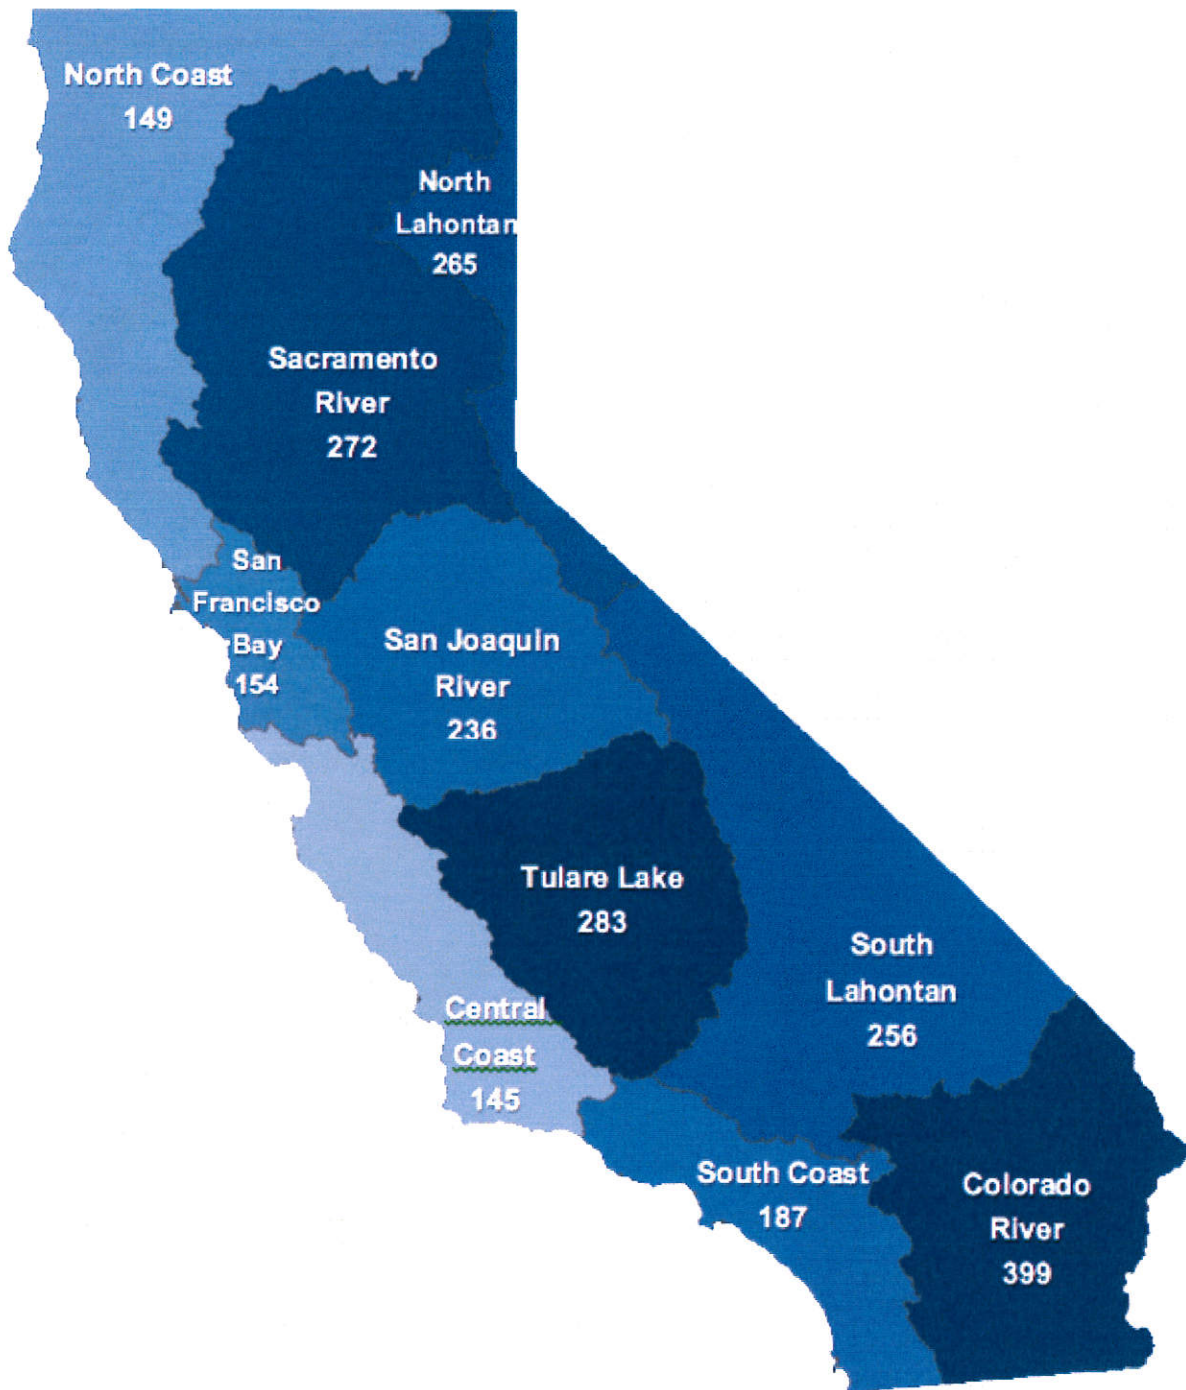 North Coast
149
North
Lahontan
265
Sacramento
River
272
San
Francisco
Bay
154
San Joaquin
River
236
Tulare Lake
283
South
Lahontan
256
Central
Coast
145
South Coast
187
Colorado
River
399